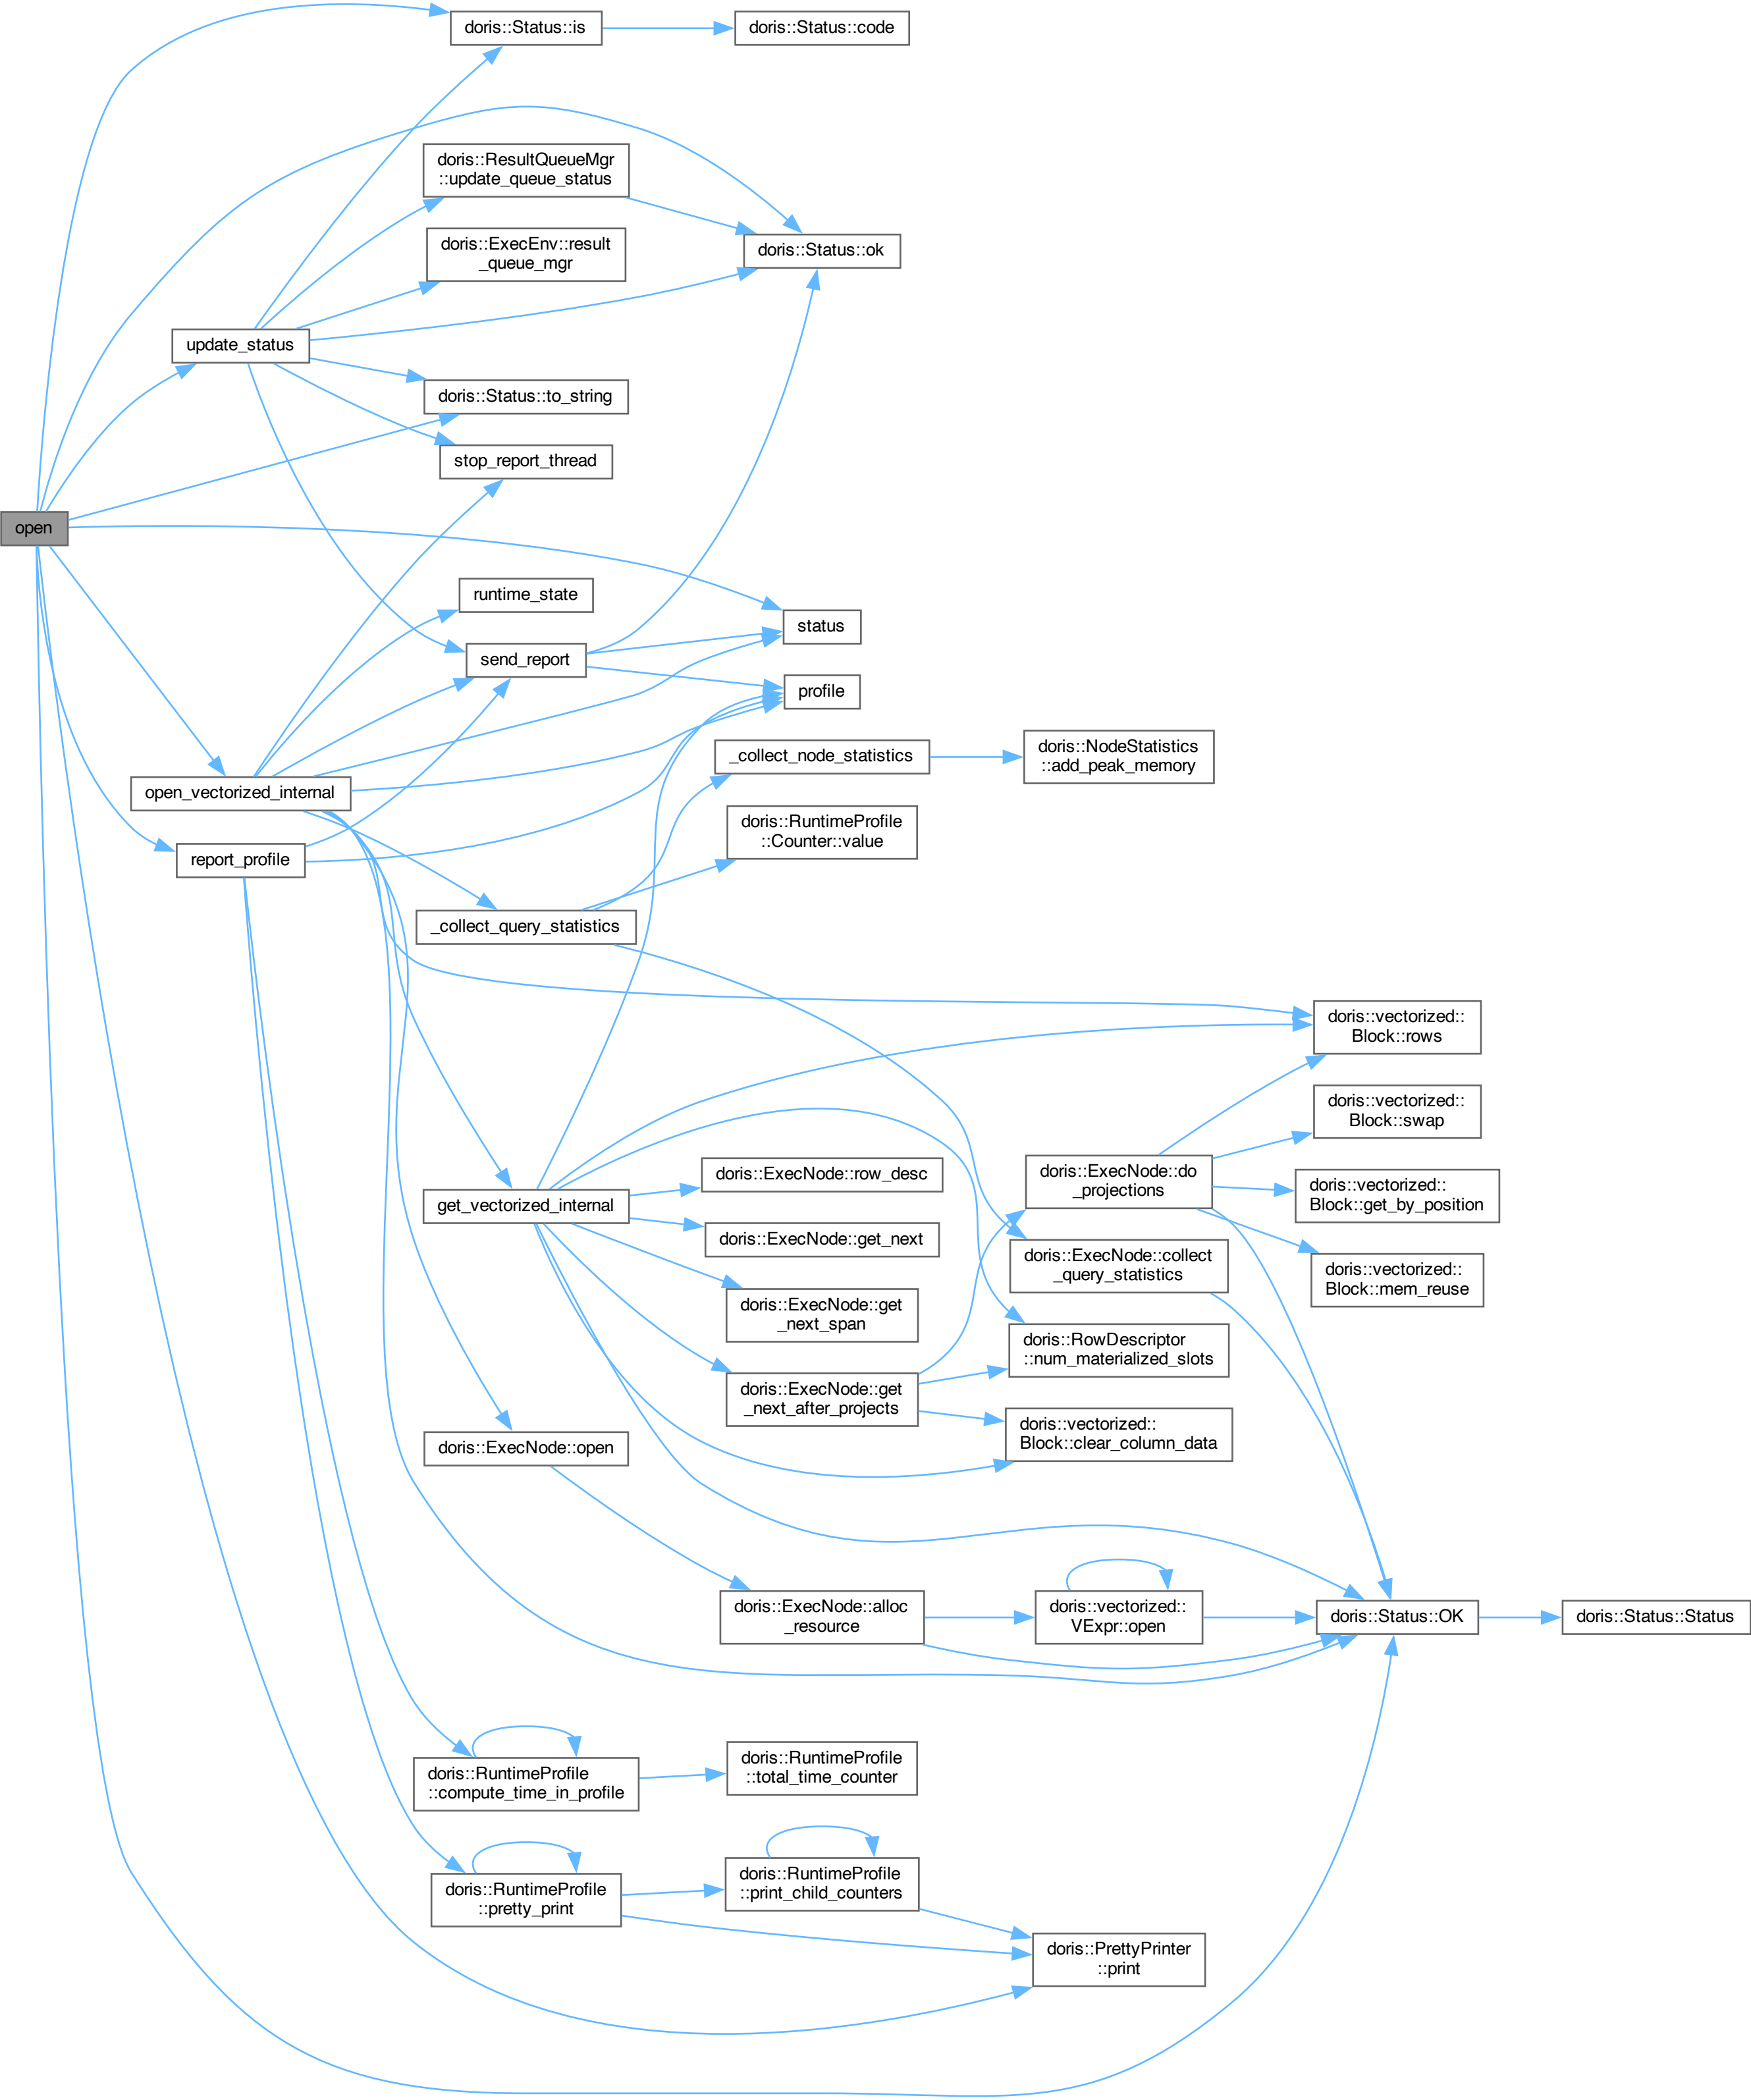 doris::Status::is
doris::Status::code
doris::ResultQueueMgr
::update_queue_status
doris::ExecEnv::result
_queue_mgr
doris::Status::ok
update_status
doris::Status::to_string
stop_report_thread
open
runtime_state
status
send_report
profile
_collect_node_statistics
doris::NodeStatistics
::add_peak_memory
open_vectorized_internal
doris::RuntimeProfile
::Counter::value
report_profile
_collect_query_statistics
doris::vectorized::
Block::rows
doris::vectorized::
Block::swap
doris::ExecNode::row_desc
doris::ExecNode::do
_projections
doris::vectorized::
Block::get_by_position
get_vectorized_internal
doris::ExecNode::get_next
doris::ExecNode::collect
_query_statistics
doris::vectorized::
Block::mem_reuse
doris::ExecNode::get
_next_span
doris::RowDescriptor
::num_materialized_slots
doris::ExecNode::get
_next_after_projects
doris::vectorized::
Block::clear_column_data
doris::ExecNode::open
doris::ExecNode::alloc
_resource
doris::vectorized::
VExpr::open
doris::Status::OK
doris::Status::Status
doris::RuntimeProfile
::compute_time_in_profile
doris::RuntimeProfile
::total_time_counter
doris::RuntimeProfile
::pretty_print
doris::RuntimeProfile
::print_child_counters
doris::PrettyPrinter
::print